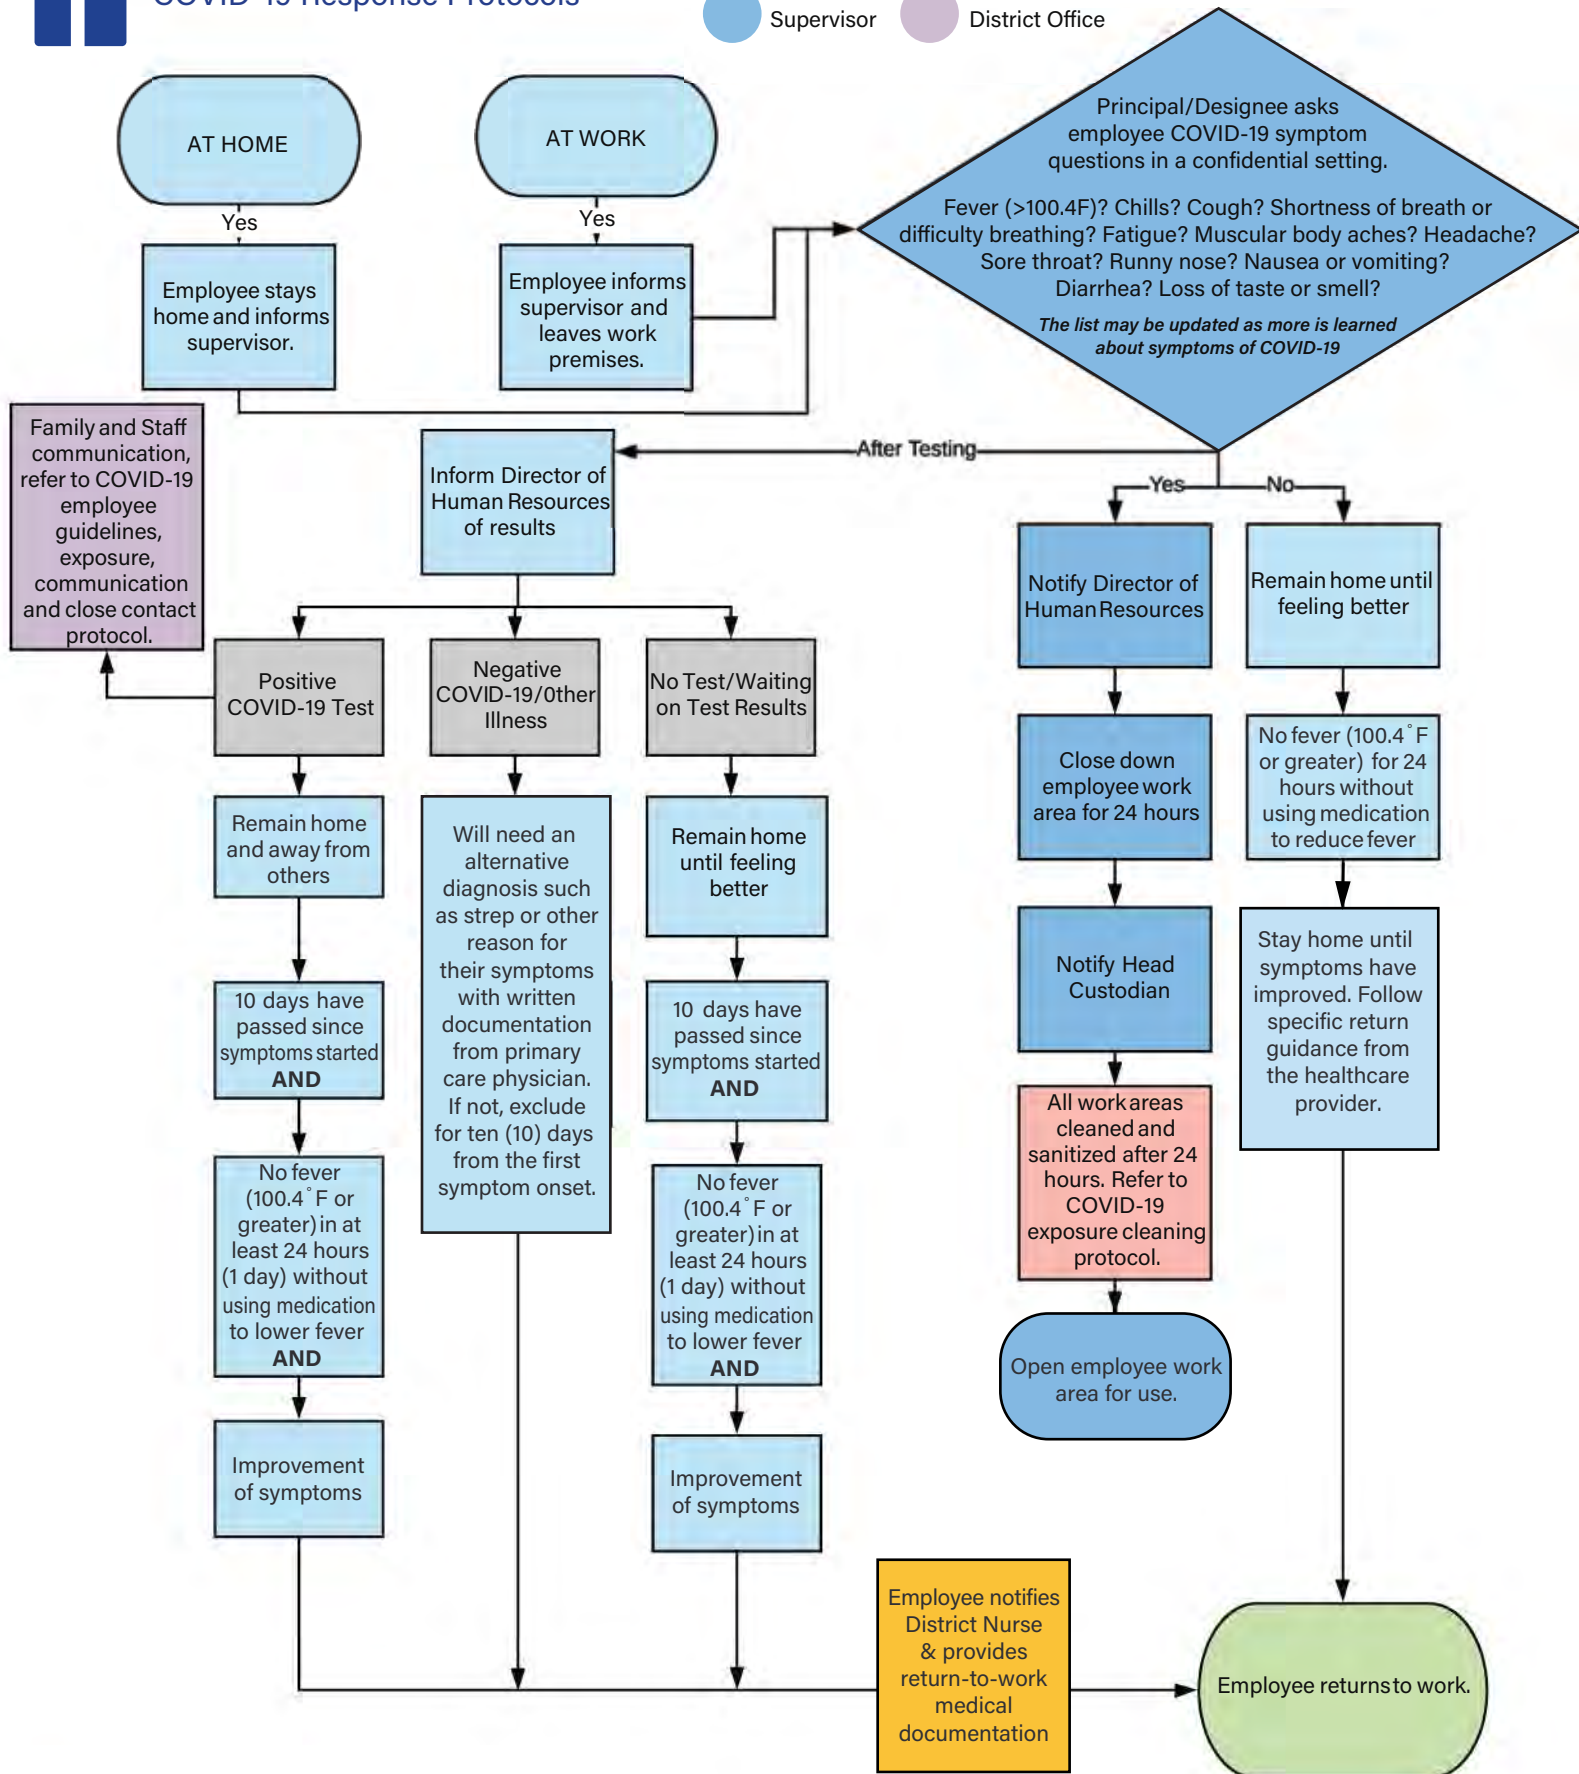 COVID-19 Response Protocols
Supervisor
District Office
AT HOME
Yes
Employee stays
home and informs
supervisor.
AT WORK
Yes
Employee informs
supervisor and
leaves work
premises.
Principal/Designee asks
employee COVID-19 symptom
questions in a confidential setting.
Fever (>100.4F)? Chills? Cough? Shortness of breath or
difficulty breathing? Fatigue? Muscular body aches? Headache?
Sore throat? Runny nose? Nausea or vomiting?
Diarrhea? Loss of taste or smell?
The list may be updated as more is learned
about symptoms of COVID-19
Family and Staff
communication,
refer to COVID-19
employee
guidelines,
exposure,
communication
and close contact
protocol.
After Testing
Inform Director of
Human Resources
of results
Yes
No
Positive
COVID-19 Test
Negative
COVID-19/0ther
Illness
No Test/Waiting
on Test Results
Remain home
and away from
others
10 days have
passed since
symptoms started
AND
No fever
(100.4°F or
greater) in at
least 24 hours
(1 day) without
using medication
to lower fever
AND
Improvement
of symptoms
Will need an
alternative
diagnosis such
as strep or other
reason for
their symptoms
with written
documentation
from primary
care physician.
If not, exclude
for ten (10) days
from the first
symptom onset.
Remain home
until feeling
better
10 days have
passed since
symptoms started
AND
No fever
(100.4°F or
greater) in at
least 24 hours
(1 day) without
using medication
to lower fever
AND
Improvement
of symptoms
Notify Director of
Human Resources
Close down
employee work
area for 24 hours
Notify Head
Custodian
All work areas
cleaned and
sanitized after 24
hours. Refer to
COVID-19
exposure cleaning
protocol.
Open employee work
area for use.
Remain home until
feeling better
No fever (100.4°F
or greater) for 24
hours without
using medication
to reduce fever
Stay home until
symptoms have
improved. Follow
specific return
guidance from
the healthcare
provider.
Employee notifies
District Nurse
& provides
return-to-work
medical
documentation
Employee returns to work.